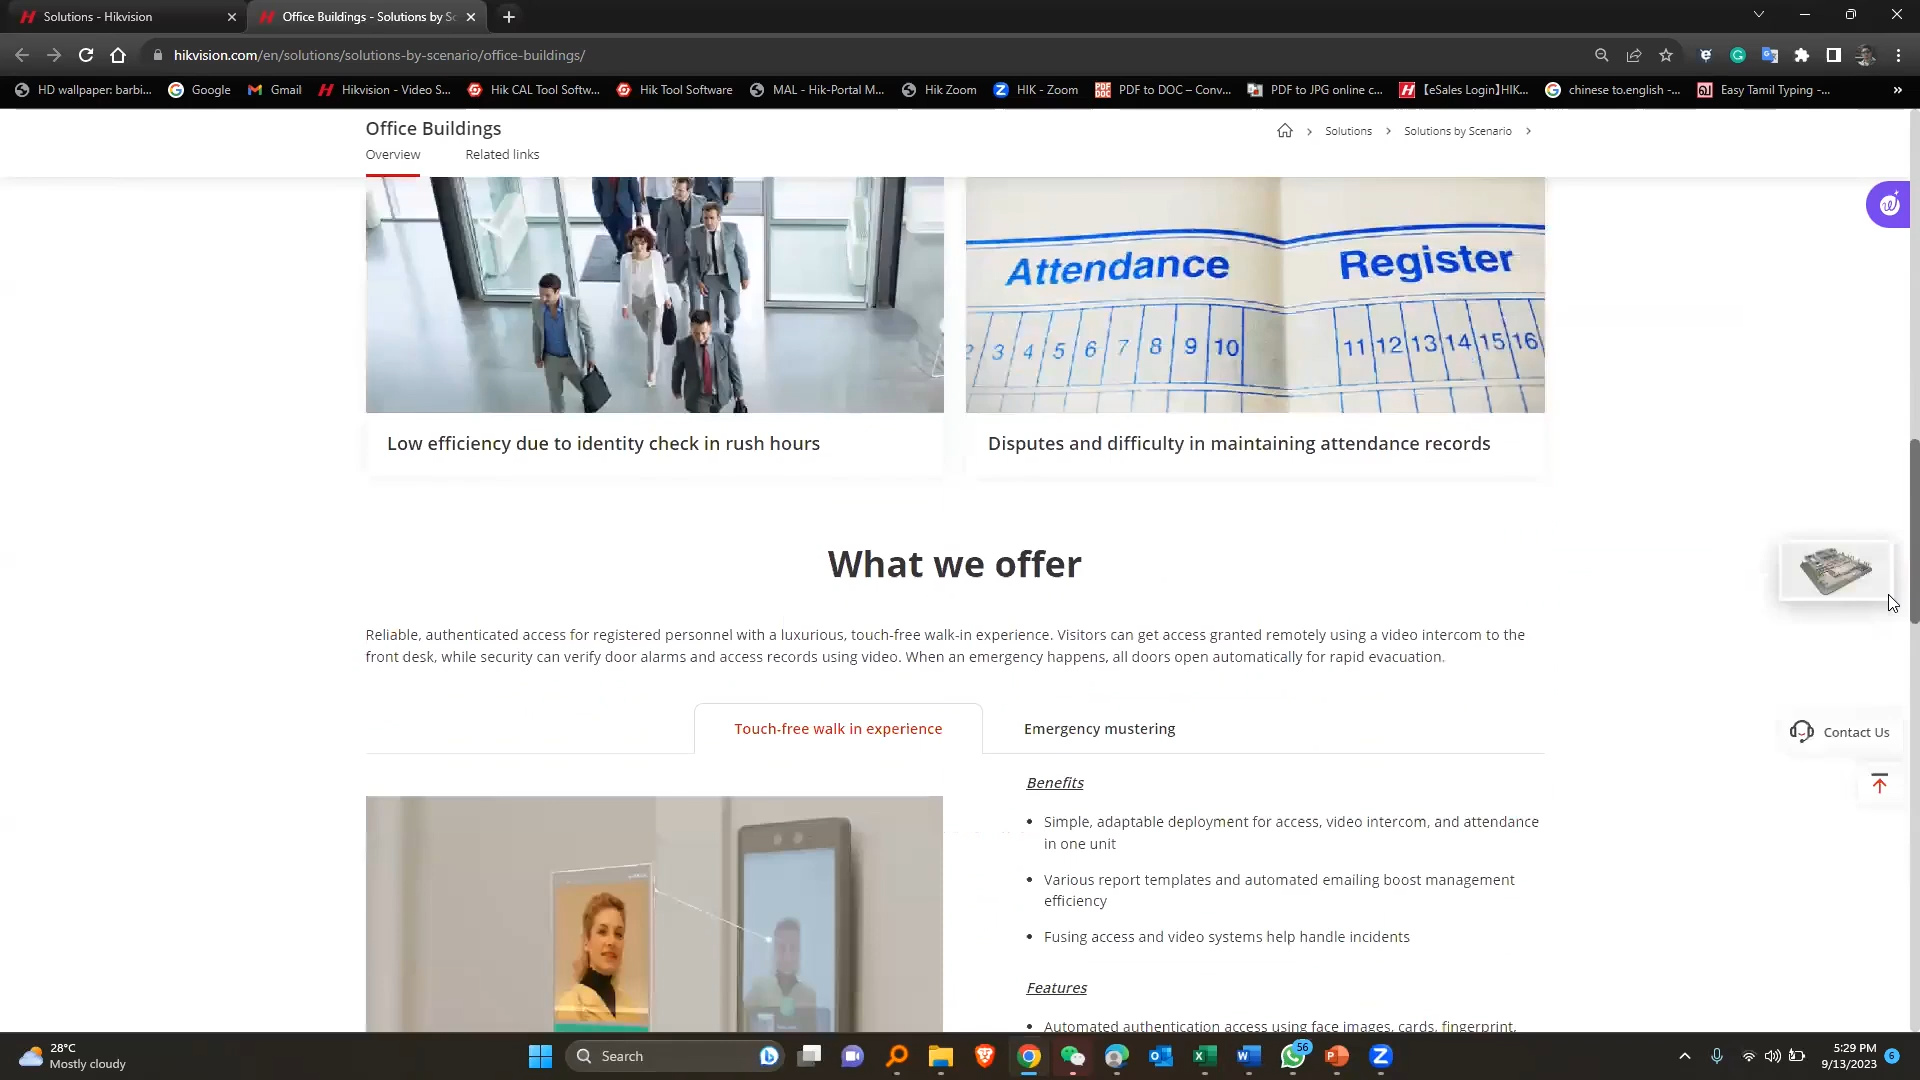 Solutions - Hikvision
Office Buildings - Solutions by Sc
hikvision.com/en/solutions/solutions-by-scenario/office-buildings/
HD wallpaper: barbi...
Google
Gmail
Hikvision - Video S...
Hik CAL Tool Softw...
Hik Tool Software
MAL - Hik-Portal M...
Hik Zoom
HIK - Zoom
PDF to DOC – Conv...
PDF to JPG online c...
【eSales Login】HIK...
chinese to.english -...
Easy Tamil Typing -...
Office Buildings
Solutions
Solutions by Scenario
Overview
Related links
Attendance
Register
2 3 4 5 6 7 8 9 10
11 12 13 14 15 16
Low efficiency due to identity check in rush hours
Disputes and difficulty in maintaining attendance records
What we offer
Reliable, authenticated access for registered personnel with a luxurious, touch-free walk-in experience. Visitors can get access granted remotely using a video intercom to the
front desk, while security can verify door alarms and access records using video. When an emergency happens, all doors open automatically for rapid evacuation.
Touch-free walk in experience
Emergency mustering
Contact Us
Benefits
• Simple, adaptable deployment for access, video intercom, and attendance
in one unit
• Various report templates and automated emailing boost management
efficiency
• Fusing access and video systems help handle incidents
Features
• Automated authentication access using face images, cards, fingerprint,
28°C
Mostly cloudy
Search
56
5:29 PM
9/13/2023
6